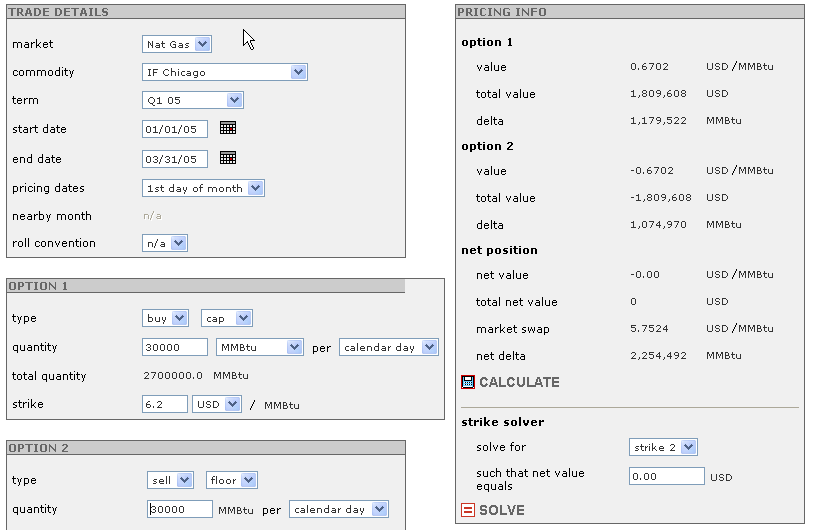 TRADE DETAILS
market Nat Gas
commodity IF Chicago
term Q1 05
start date 01/01/05
end date 03/31/05
pricing dates 1st day of month
nearby month n/a
roll convention n/a
OPTION 1
type buy cap
quantity 30000 MMBtu per calendar day
total quantity 2700000.0 MMBtu
strike 6.2 USD / MMBtu
OPTION 2
type sell floor
quantity 30000 MMBtu per calendar day
PRICING INFO
option 1
value 0.6702 USD /MMBtu
total value 1,809,608 USD
delta 1,179,522 MMBtu
option 2
value -0.6702 USD /MMBtu
total value -1,809,608 USD
delta 1,074,970 MMBtu
net position
net value -0.00 USD /MMBtu
total net value 0 USD
market swap 5.7524 USD /MMBtu
net delta 2,254,492 MMBtu
CALCULATE
strike solver
solve for strike 2
such that net value
equals 0.00 USD
SOLVE